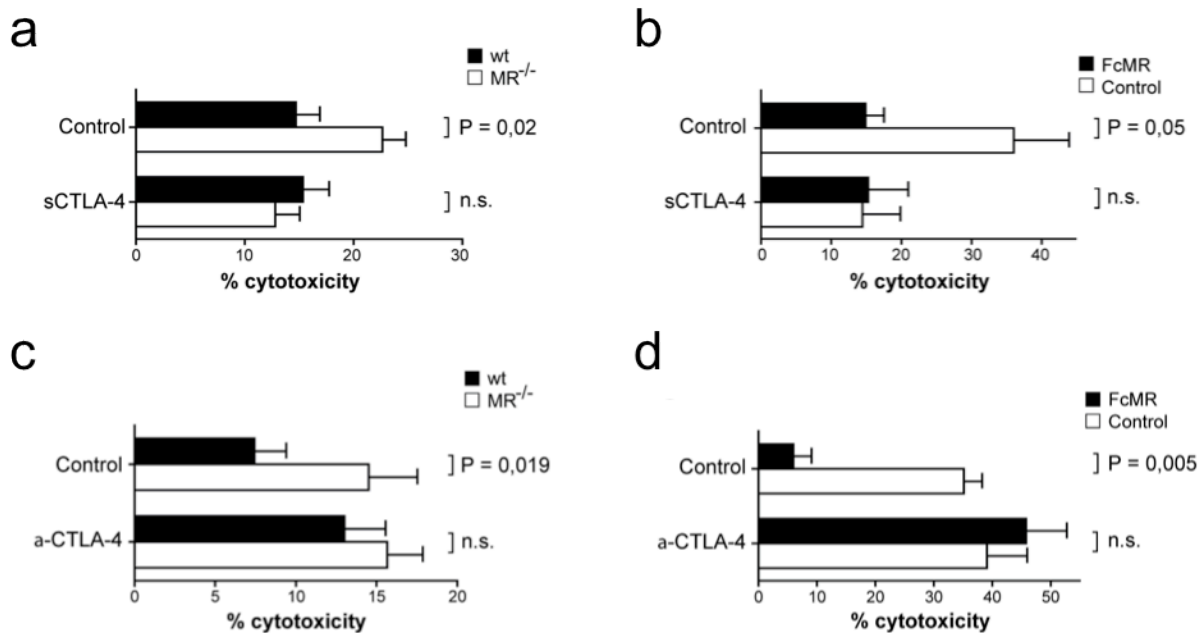 a
wt
MR-/-
Control
P = 0,02
sCTLA-4
n.s.
0 10 20 30
% cytotoxicity
b
FcMR
Control
Control
P = 0,05
sCTLA-4
n.s.
0 10 20 30 40
% cytotoxicity
c
wt
MR-/-
Control
P = 0,019
a-CTLA-4
n.s.
0 5 10 15 20
% cytotoxicity
d
FcMR
Control
Control
P = 0,005
a-CTLA-4
n.s.
0 10 20 30 40 50
% cytotoxicity